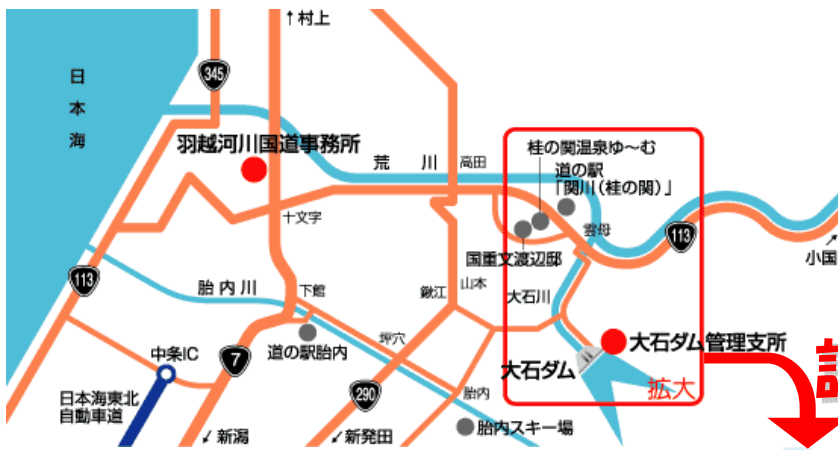 ↑村上
日本海
345
羽越河川国道事務所
荒川
高田
桂の関温泉ゆ～む
道の駅
「関川（桂の関）」
十文字
雲母
113
小国
国重文渡辺邸
113
胎内川
下館
鍬江
山本
大石川
道の駅胎内
坪穴
中条IC
7
大石ダム管理支所
大石ダム
拡大
日本海東北
自動車道
290
胎内
↙新潟
↙新発田
胎内スキー場